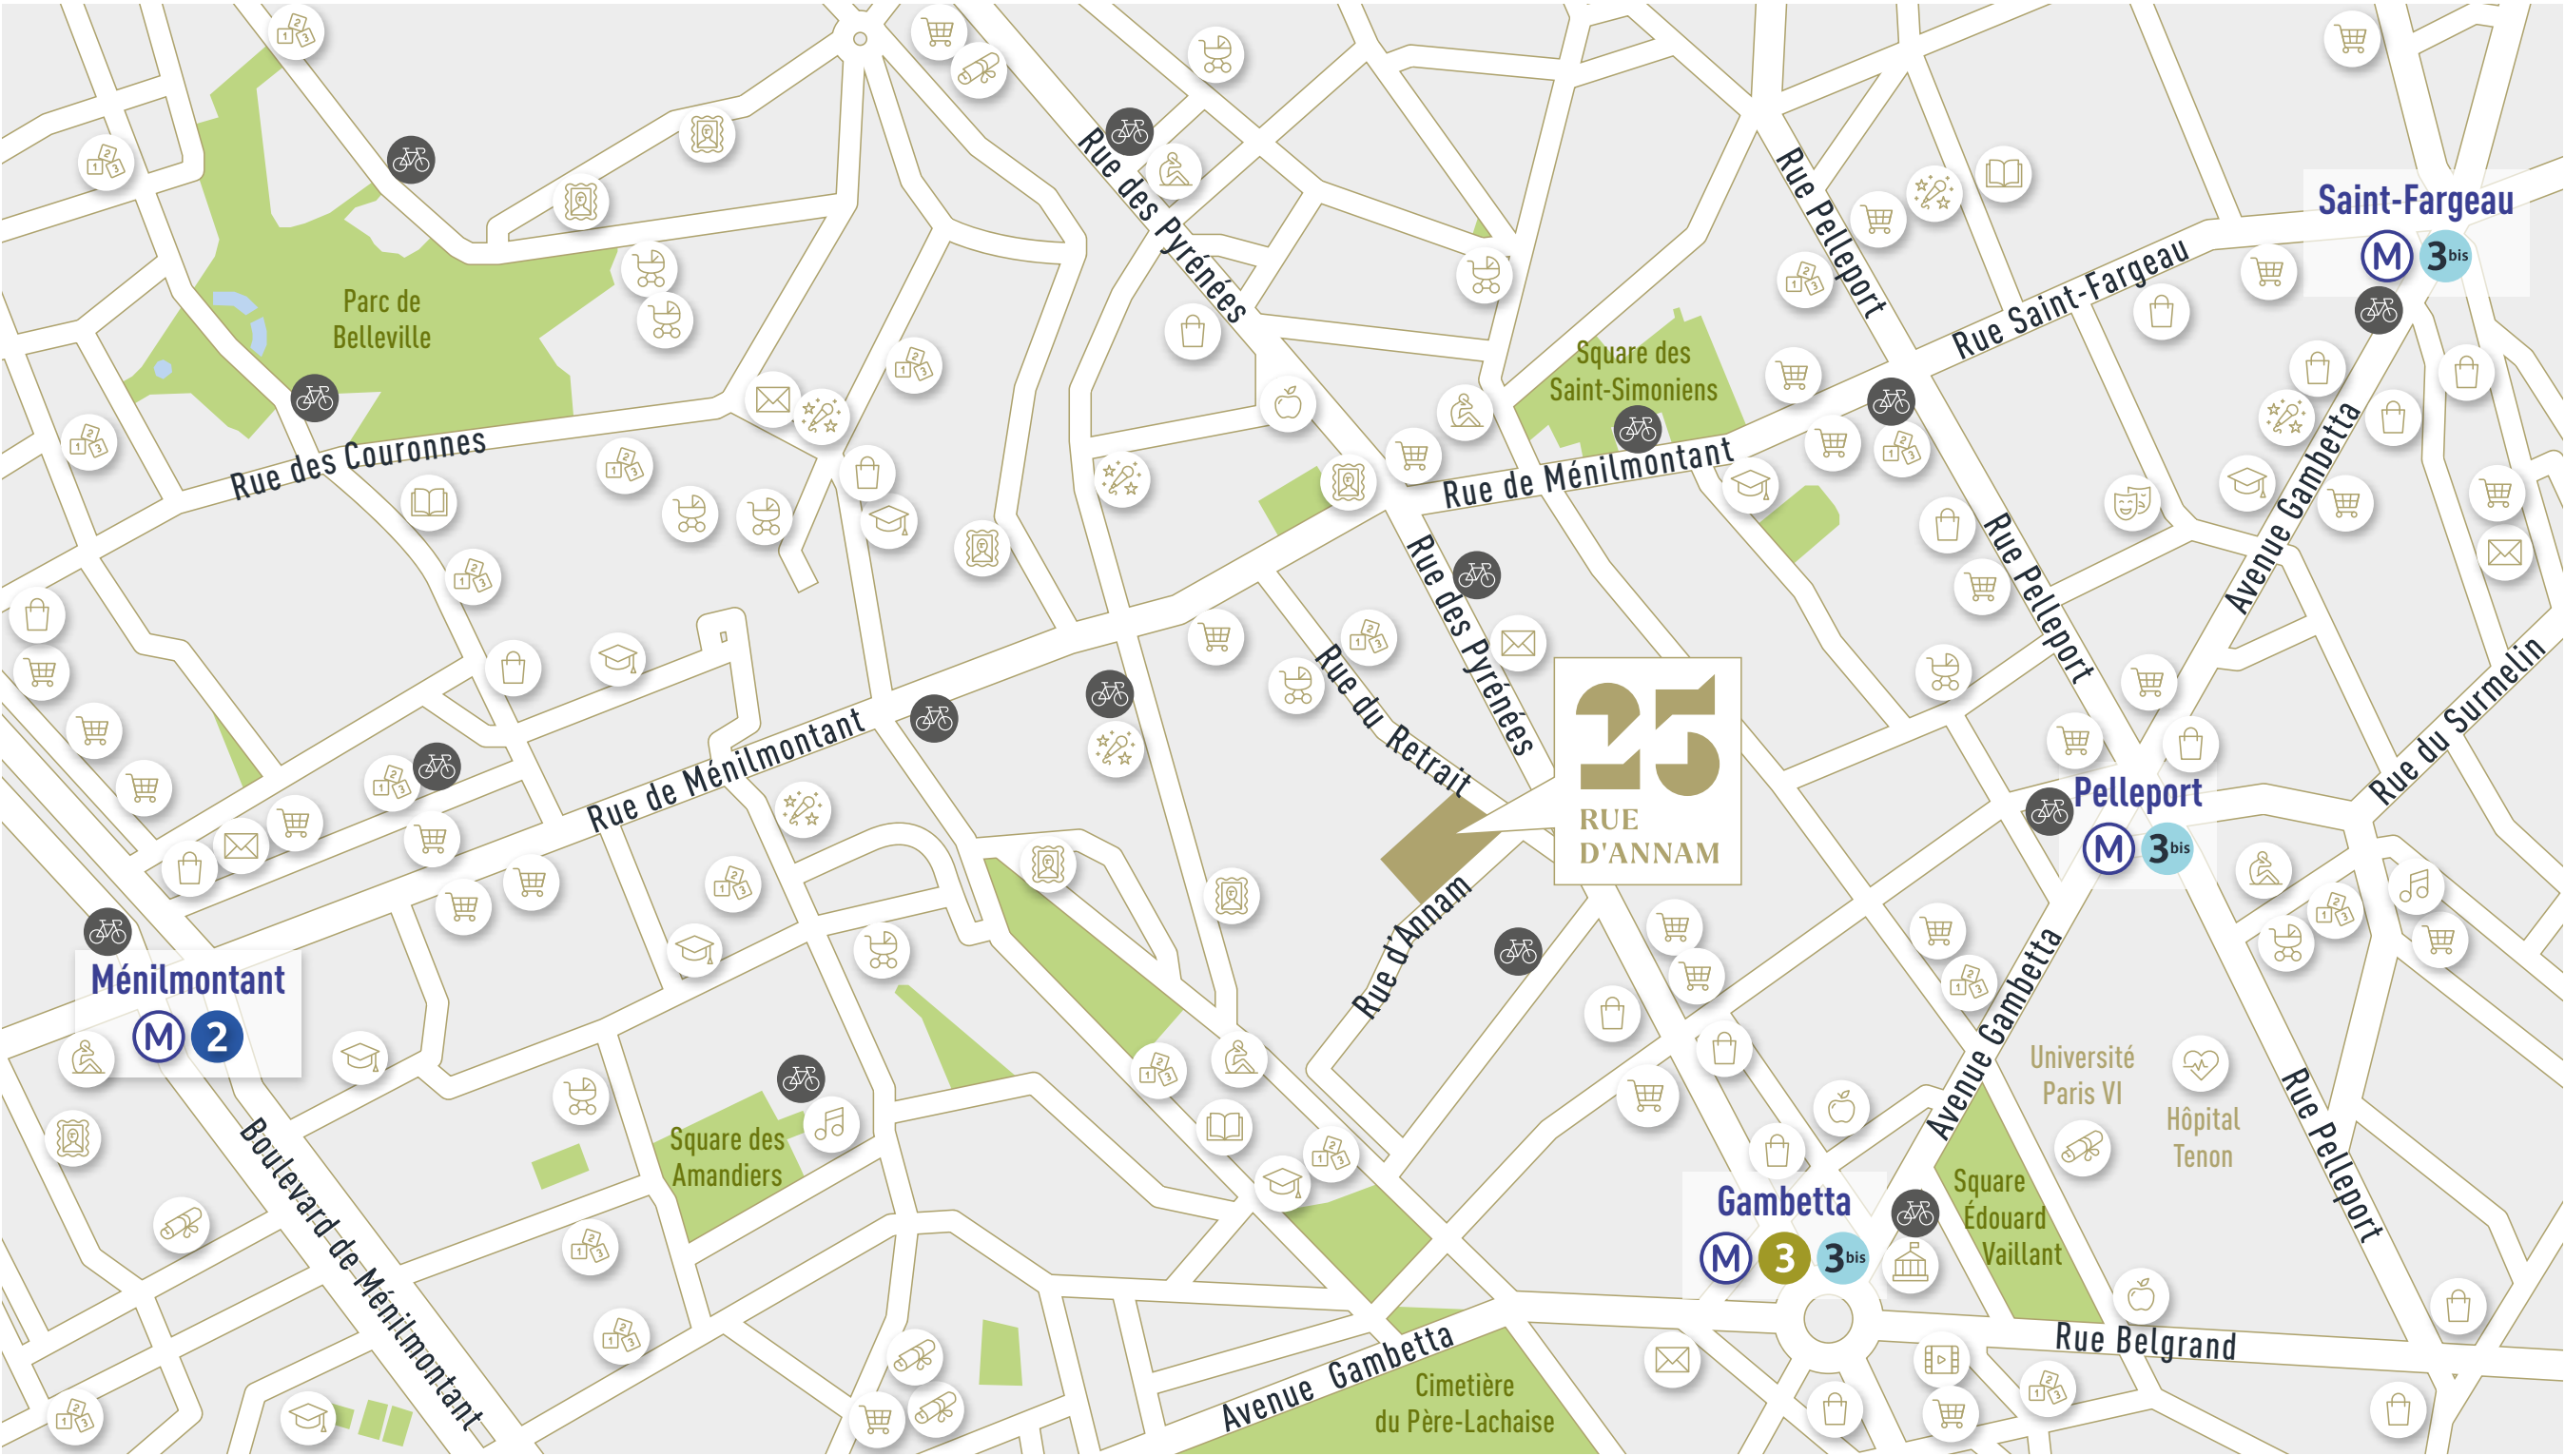 Rue des Pyrénées
Rue Pelleport
Saint-Fargeau
M 3bis
Rue Saint-Fargeau
Parc de
Belleville
Square des
Saint-Simoniens
Rue des Couronnes
Rue de Ménilmontant
Avenue Gambetta
Rue des Pyrénées
Rue Pelleport
Rue du Retrait
Rue du Surmelin
25
RUE
D'ANNAM
Rue de Ménilmontant
Pelleport
M 3bis
Rue d'Annam
Ménilmontant
M 2
Avenue Gambetta
Université
Paris VI
Hôpital
Tenon
Rue Pelleport
Boulevard de Ménilmontant
Square des
Amandiers
Gambetta
M 3 3bis
Square
Édouard
Vaillant
Rue Belgrand
Avenue Gambetta
Cimetière
du Père-Lachaise